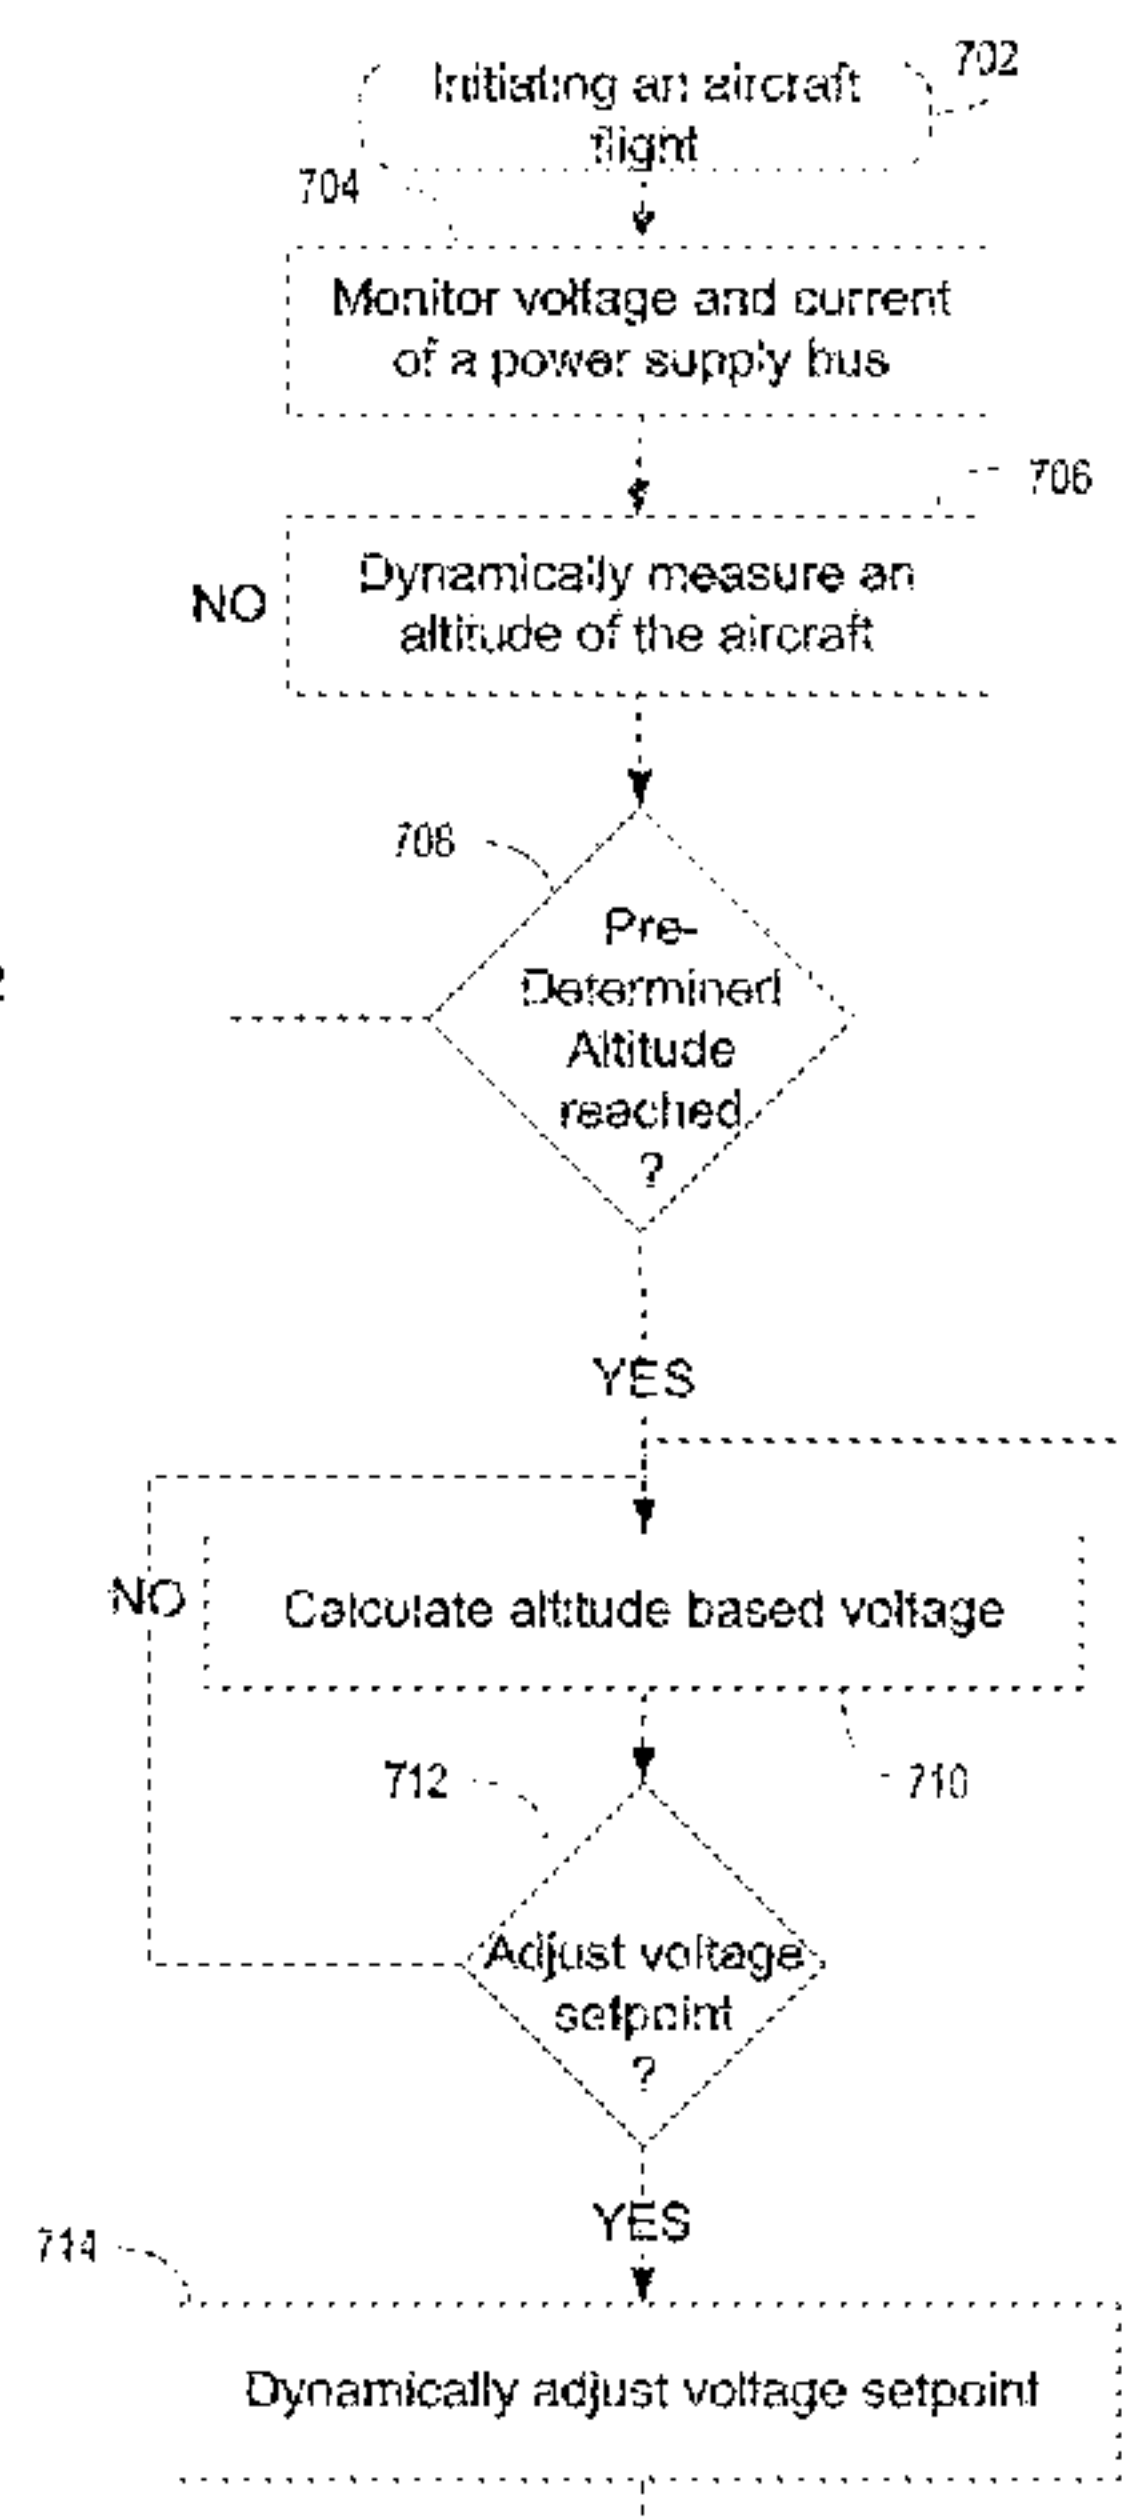 702
Initiating an aircraft
flight
704
Monitor voltage and current
of a power supply bus
706
NO
Dynamically measure an
altitude of the aircraft
708
Pre-
Determined
Altitude
reached
?
YES
NO
Calculate altitude based voltage
712
710
Adjust voltage
setpoint
?
YES
714
Dynamically adjust voltage setpoint